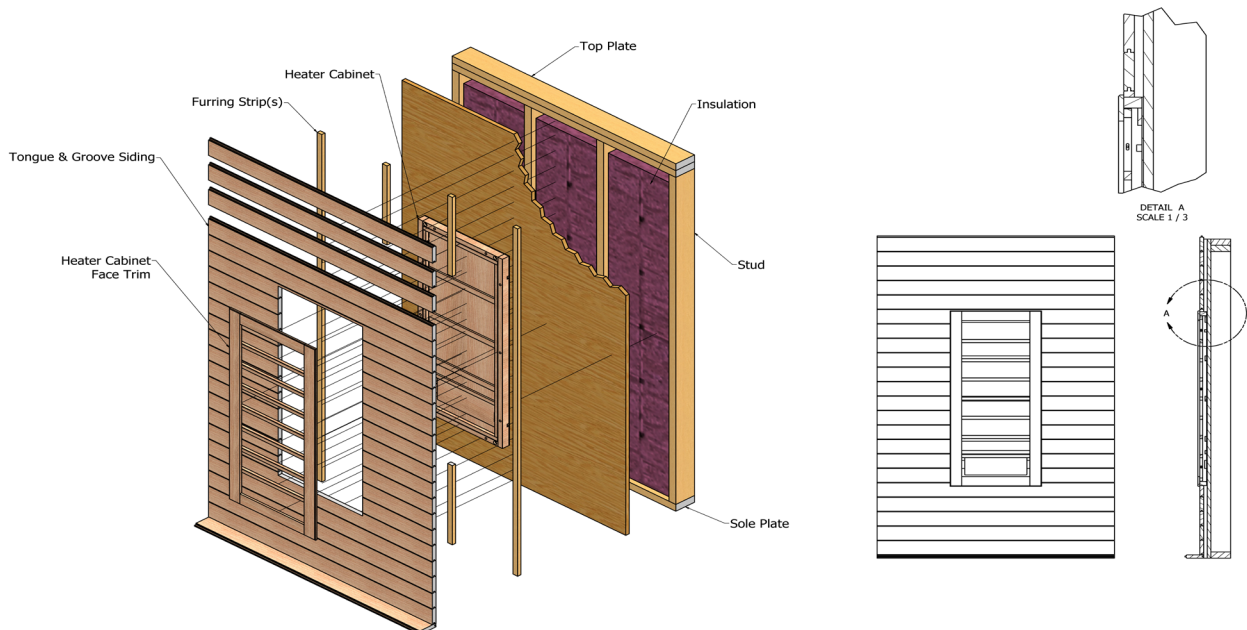 Top Plate
Heater Cabinet
Furring Strip(s)
Insulation
Tongue & Groove Siding
Heater Cabinet
Face Trim
Stud
Sole Plate
DETAIL A
SCALE 1 / 3
A